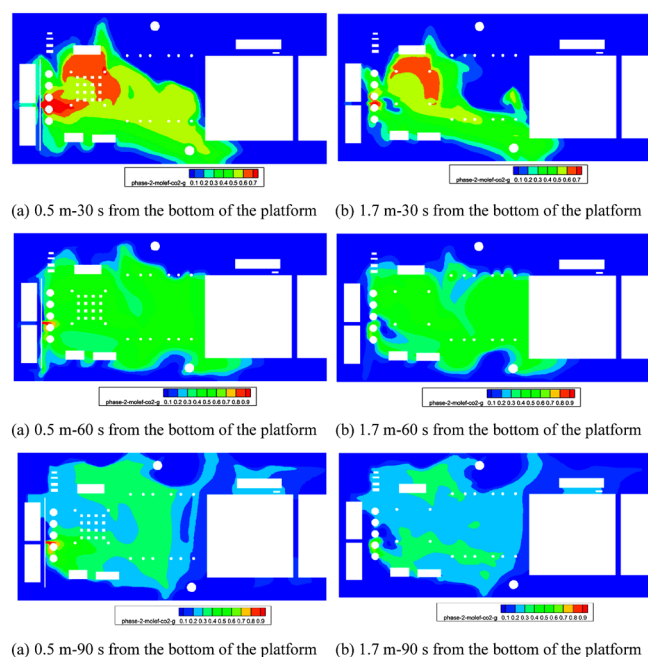 phase-2-molef-co2-g 0.1 0.2 0.3 0.4 0.5 0.6 0.7
phase-2-molef-co2-g 0.1 0.2 0.3 0.4 0.5 0.6 0.7
(a) 0.5 m-30 s from the bottom of the platform (b) 1.7 m-30 s from the bottom of the platform
phase-2-molef-co2-g 0.1 0.2 0.3 0.4 0.5 0.6 0.7 0.8 0.9
phase-2-molef-co2-g 0.1 0.2 0.3 0.4 0.5 0.6 0.7 0.8 0.9
(a) 0.5 m-60 s from the bottom of the platform (b) 1.7 m-60 s from the bottom of the platform
phase-2-molef-co2-g 0.1 0.2 0.3 0.4 0.5 0.6 0.7 0.8 0.9
phase-2-molef-co2-g 0.1 0.2 0.3 0.4 0.5 0.6 0.7 0.8 0.9
(a) 0.5 m-90 s from the bottom of the platform (b) 1.7 m-90 s from the bottom of the platform